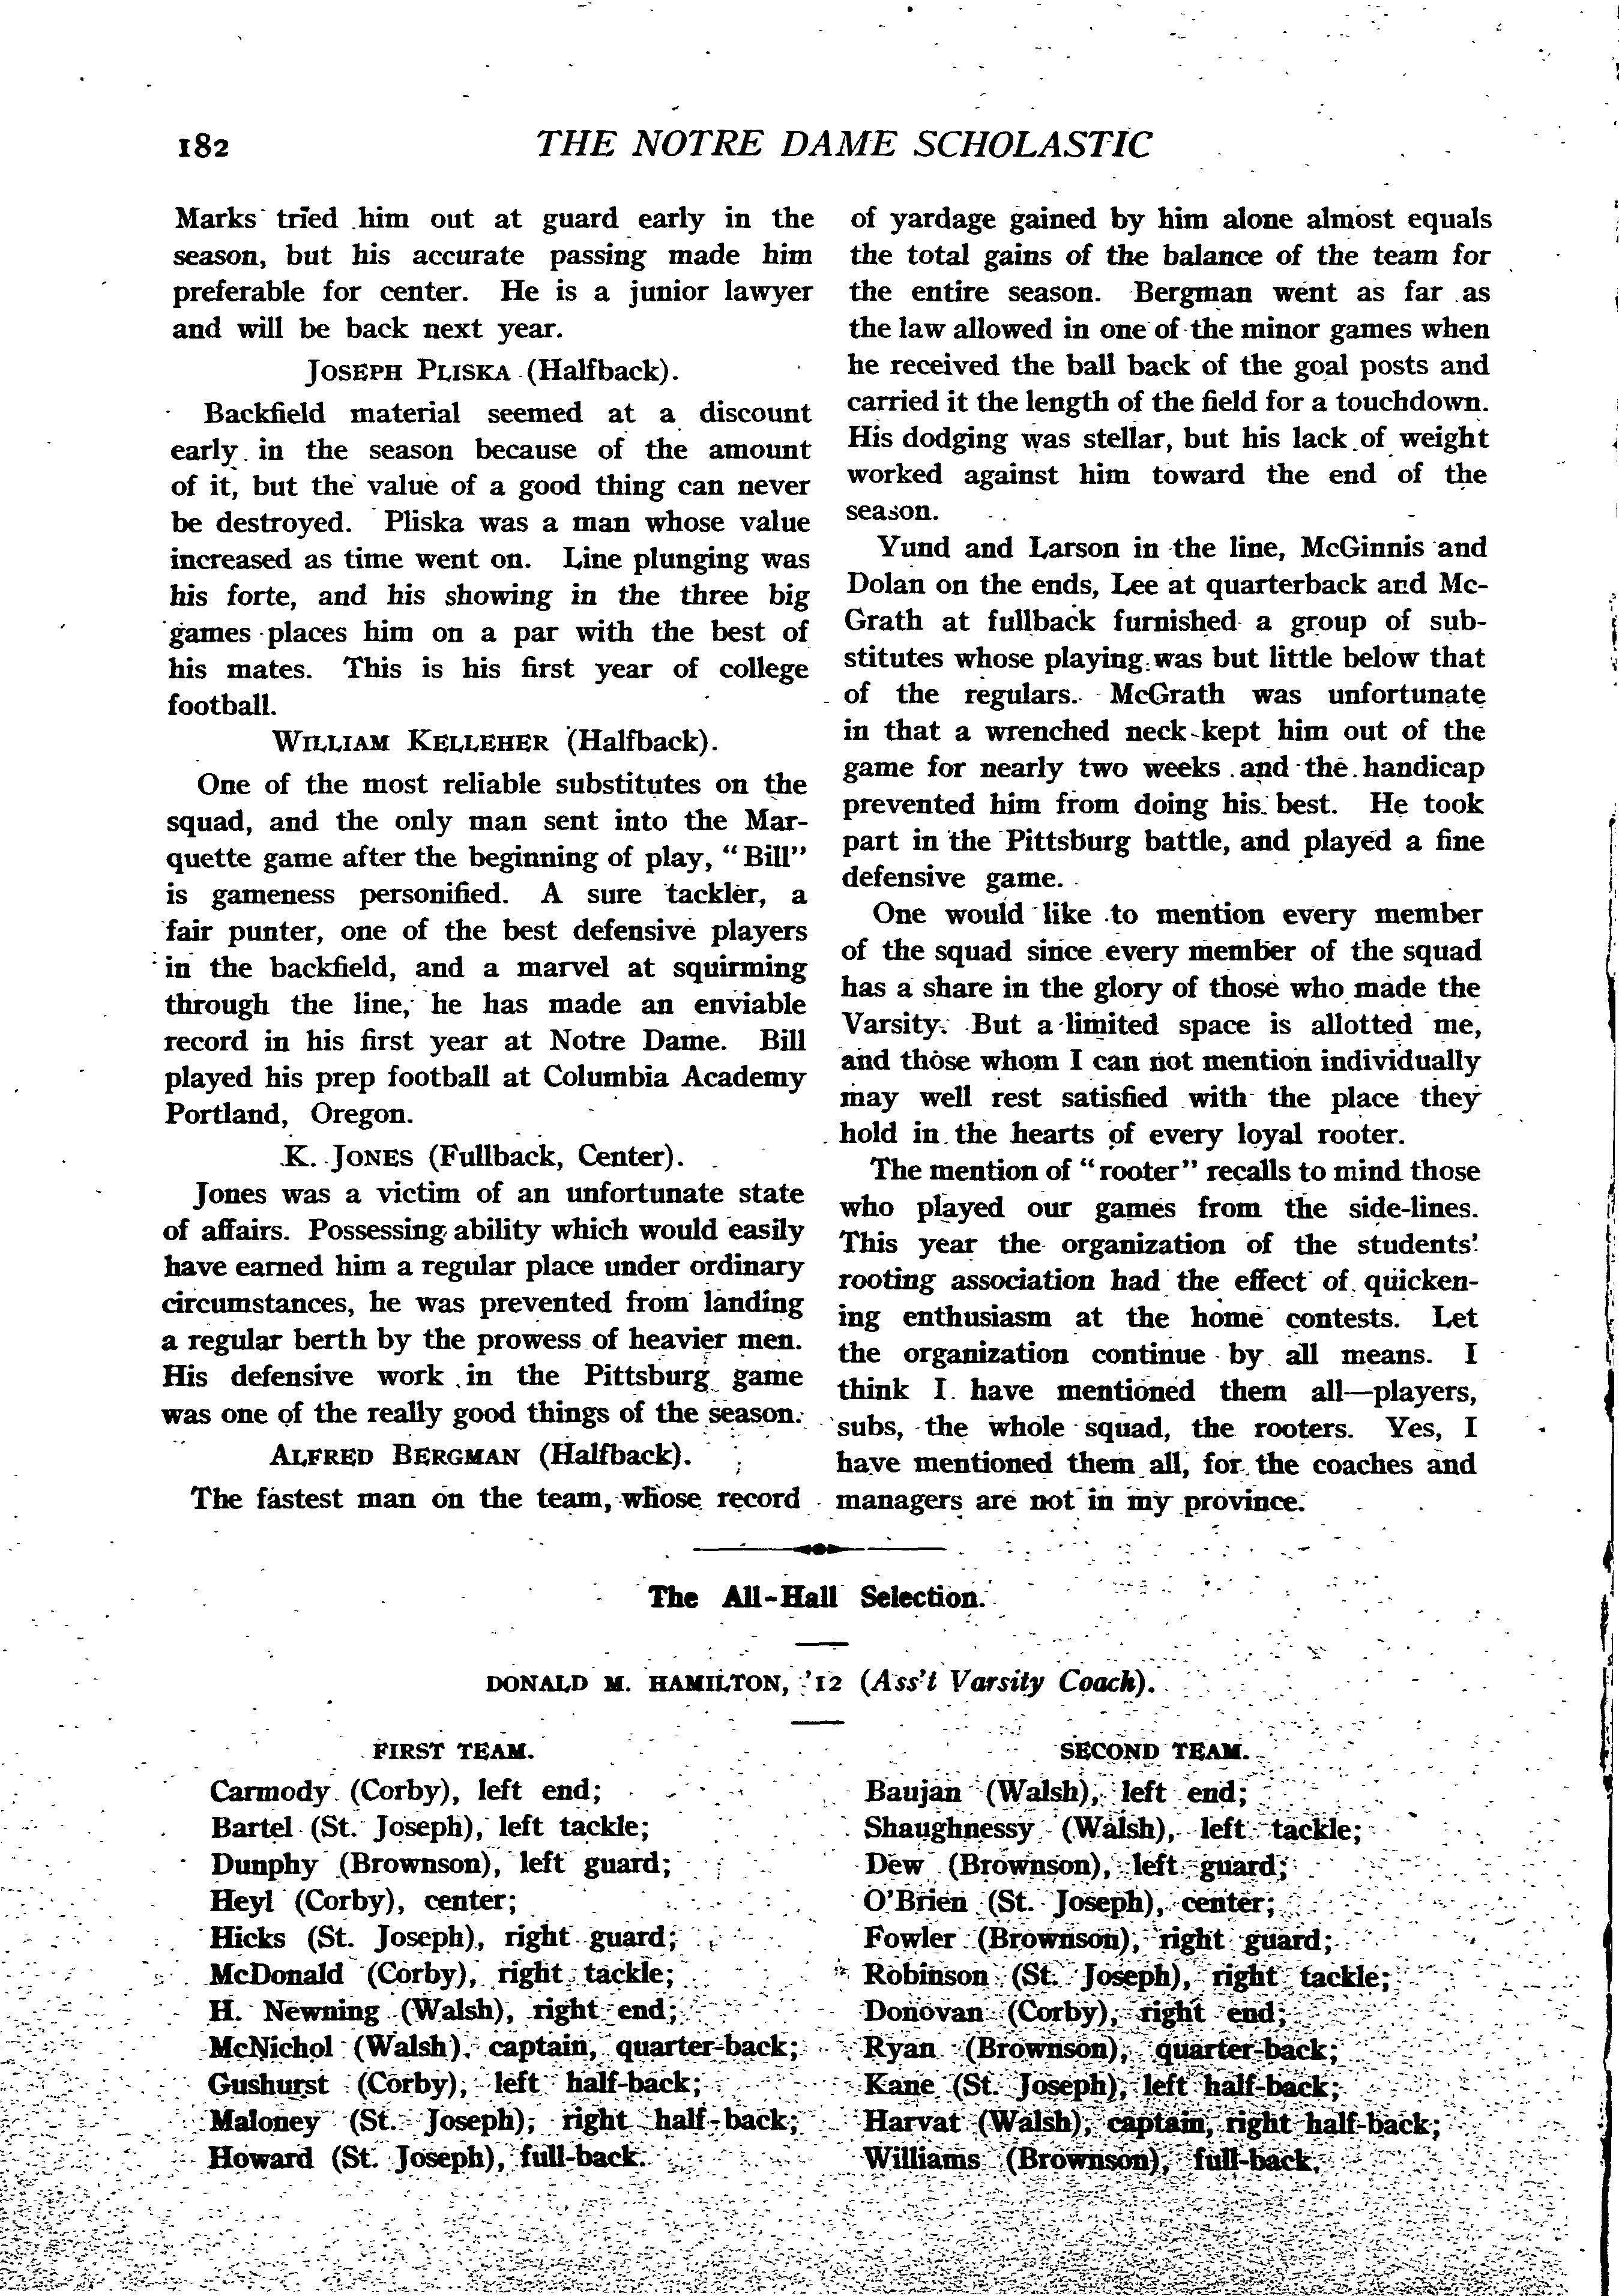 182
THE NOTRE DAME SCHOLASTIC
Marks tried him out at guard early in the
season, but his accurate passing made him
preferable for center. He is a junior lawyer
and will be back next year.
JOSEPH PLISKA (Halfback).
Backfield material seemed at a discount
early in the season because of the amount
of it, but the value of a good thing can never
be destroyed. Pliska was a man whose value
increased as time went on. Line plunging was
his forte, and his showing in the three big
games places him on a par with the best of
his mates. This is his first year of college
football.
WILLIAM KELLEHER (Halfback).
One of the most reliable substitutes on the
squad, and the only man sent into the Mar-
quette game after the beginning of play, "Bill"
is gameness personified. A sure tackler, a
fair punter, one of the best defensive players
in the backfield, and a marvel at squirming
through the line, he has made an enviable
record in his first year at Notre Dame. Bill
played his prep football at Columbia Academy
Portland, Oregon.
K. JONES (Fullback, Center).
Jones was a victim of an unfortunate state
of affairs. Possessing ability which would easily
have earned him a regular place under ordinary
circumstances, he was prevented from landing
a regular berth by the prowess of heavier men.
His defensive work in the Pittsburg game
was one of the really good things of the season.
ALFRED BERGMAN (Halfback).
The fastest man on the team, whose record
of yardage gained by him alone almost equals
the total gains of the balance of the team for
the entire season. Bergman went as far as
the law allowed in one of the minor games when
he received the ball back of the goal posts and
carried it the length of the field for a touchdown.
His dodging was stellar, but his lack of weight
worked against him toward the end of the
season.
Yund and Larson in the line, McGinnis and
Dolan on the ends, Lee at quarterback and Mc-
Grath at fullback furnished a group of sub-
stitutes whose playing was but little below that
of the regulars. McGrath was unfortunate
in that a wrenched neck kept him out of the
game for nearly two weeks and the handicap
prevented him from doing his best. He took
part in the Pittsburg battle, and played a fine
defensive game.
One would like to mention every member
of the squad since every member of the squad
has a share in the glory of those who made the
Varsity. But a limited space is allotted me,
and those whom I can not mention individually
may well rest satisfied with the place they
hold in the hearts of every loyal rooter.
The mention of "rooter" recalls to mind those
who played our games from the side-lines.
This year the organization of the students'
rooting association had the effect of quicken-
ing enthusiasm at the home contests. Let
the organization continue by all means. I
think I have mentioned them all—players,
subs, the whole squad, the rooters. Yes, I
have mentioned them all, for the coaches and
managers are not in my province.
The All-Hall Selection.
DONALD M. HAMILTON, '12 (Ass't Varsity Coach).
FIRST TEAM.
Carmody (Corby), left end;
Bartel (St. Joseph), left tackle;
Dunphy (Brownson), left guard;
Heyl (Corby), center;
Hicks (St. Joseph), right guard;
McDonald (Corby), right tackle;
H. Newning (Walsh), right end;
McNichol (Walsh), captain, quarter-back;
Gushurst (Corby), left half-back;
Maloney (St. Joseph), right half-back;
Howard (St. Joseph), full-back.
SECOND TEAM.
Baujan (Walsh), left end;
Shaughnessy (Walsh), left tackle;
Dew (Brownson), left guard;
O'Brien (St. Joseph), center;
Fowler (Brownson), right guard;
Robinson (St. Joseph), right tackle;
Donovan (Corby), right end;
Ryan (Brownson), quarter-back;
Kane (St. Joseph), left half-back;
Harvat (Walsh), captain, right half-back;
Williams (Brownson), full-back.